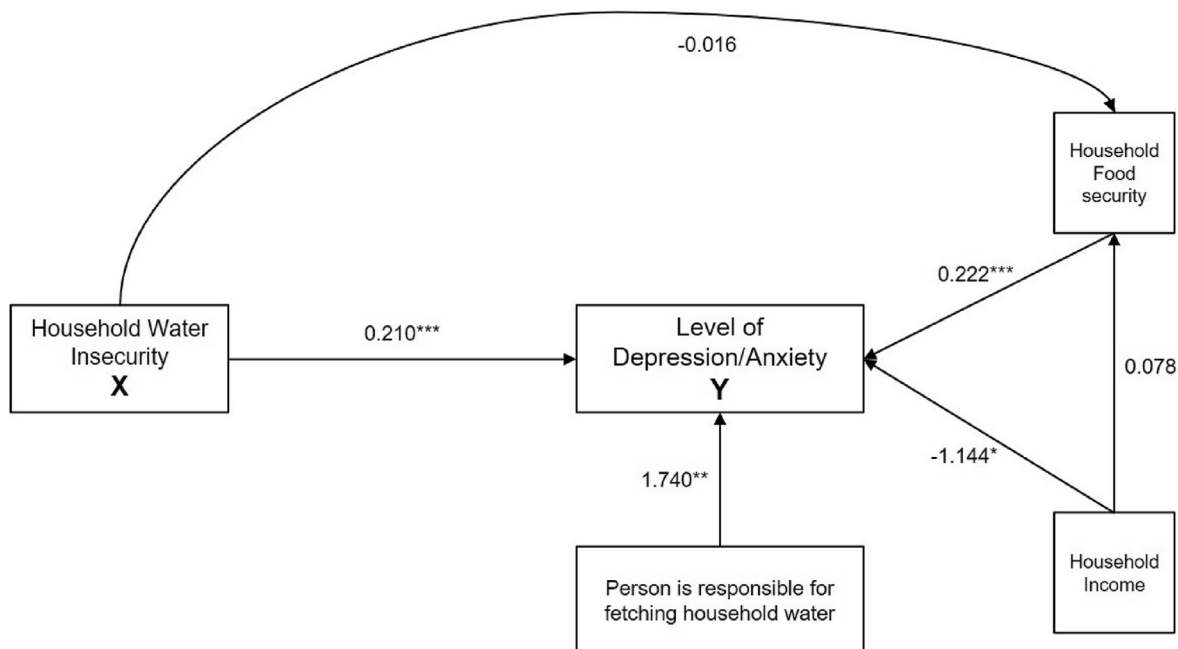 -0.016
Household
Food
security
0.222***
Household Water
Insecurity
X
0.210***
Level of
Depression/Anxiety
Y
0.078
-1.144*
1.740**
Person is responsible for
fetching household water
Household
Income